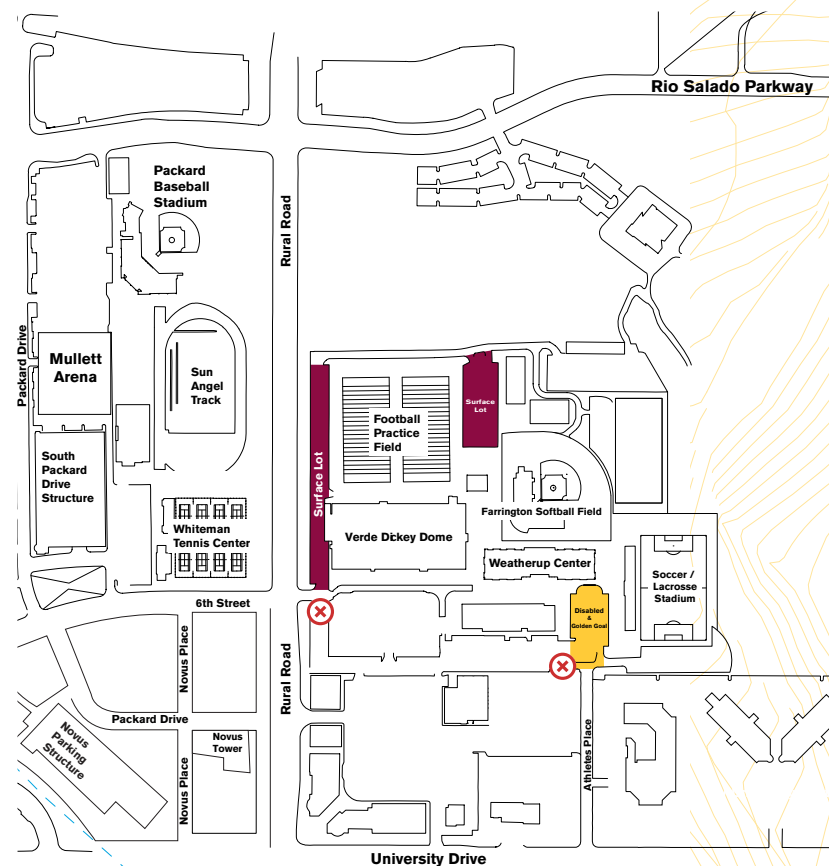 Rio Salado Parkway
Packard
Baseball
Stadium
Rural Road
Packard Drive
Mullett
Arena
Sun
Angel
Track
Surface
Lot
Football
Practice
Field
Surface Lot
South
Packard
Drive
Structure
Farrington Softball Field
Whiteman
Tennis Center
Verde Dickey Dome
Weatherup Center
Soccer /
Lacrosse
Stadium
6th Street
Disabled
&
Golden Goal
Novus Place
Rural Road
Packard Drive
Novus
Parking
Structure
Novus
Tower
Novus Place
Athletes Place
University Drive